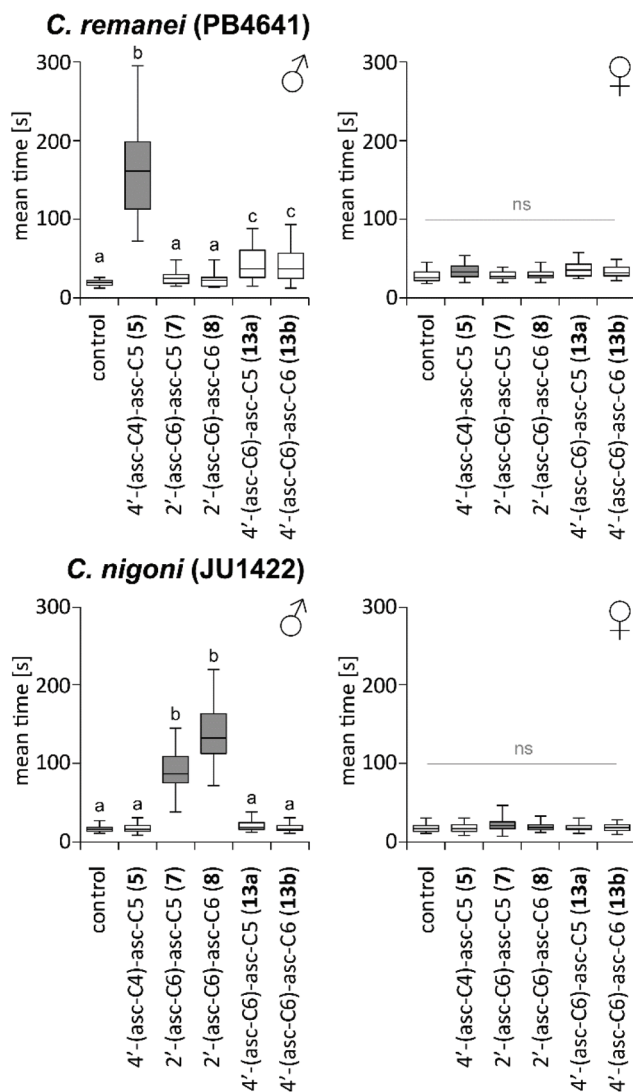 C. remanei (PB4641)
mean time [s]
300
200
100
0
b
a
a
a
c
c
control
4′-(asc-C4)-asc-C5 (5)
2′-(asc-C6)-asc-C5 (7)
2′-(asc-C6)-asc-C6 (8)
4′-(asc-C6)-asc-C5 (13a)
4′-(asc-C6)-asc-C6 (13b)
mean time [s]
300
200
100
0
ns
control
4′-(asc-C4)-asc-C5 (5)
2′-(asc-C6)-asc-C5 (7)
2′-(asc-C6)-asc-C6 (8)
4′-(asc-C6)-asc-C5 (13a)
4′-(asc-C6)-asc-C6 (13b)
C. nigoni (JU1422)
mean time [s]
300
200
100
0
a
a
b
b
a
a
control
4′-(asc-C4)-asc-C5 (5)
2′-(asc-C6)-asc-C5 (7)
2′-(asc-C6)-asc-C6 (8)
4′-(asc-C6)-asc-C5 (13a)
4′-(asc-C6)-asc-C6 (13b)
mean time [s]
300
200
100
0
ns
control
4′-(asc-C4)-asc-C5 (5)
2′-(asc-C6)-asc-C5 (7)
2′-(asc-C6)-asc-C6 (8)
4′-(asc-C6)-asc-C5 (13a)
4′-(asc-C6)-asc-C6 (13b)